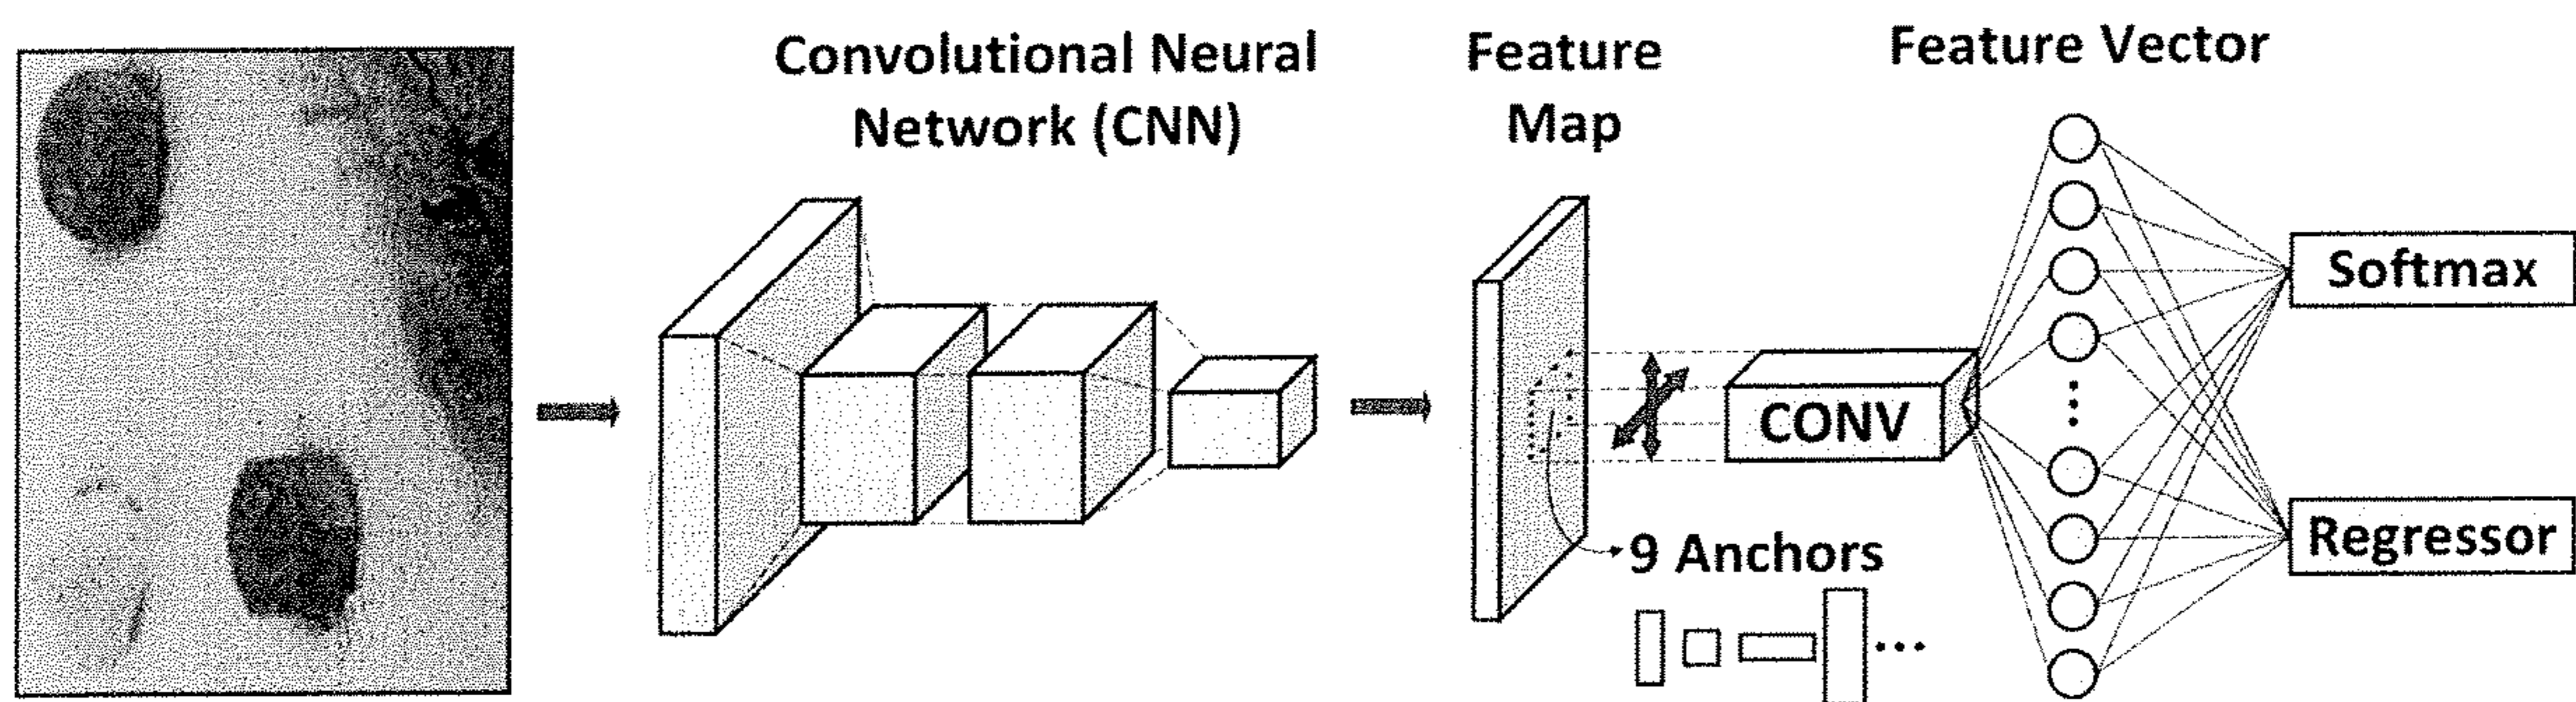 Convolutional Neural
Network (CNN)
Feature
Map
Feature Vector
Softmax
CONV
9 Anchors
Regressor